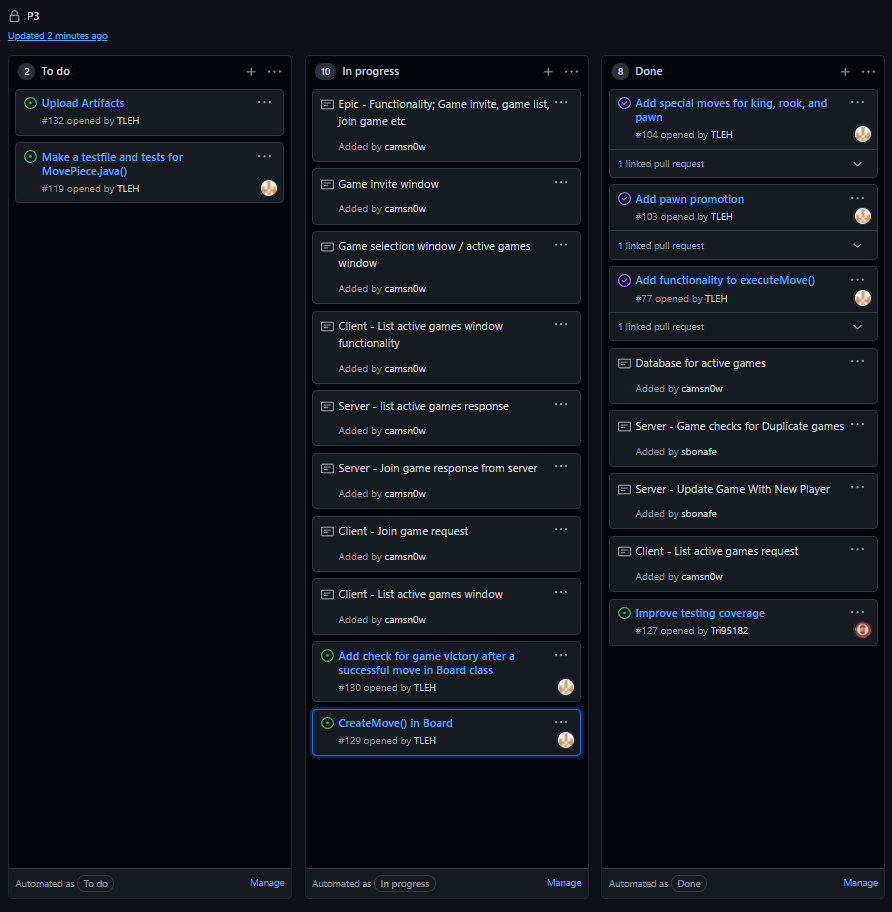 P3
Updated 2 minutes ago
2 To do
Upload Artifacts
#132 opened by TLEH
Make a testfile and tests for
MovePiece.java()
#119 opened by TLEH
Automated as To do Manage
10 In progress
Epic - Functionality; Game invite, game list,
join game etc
Added by camsn0w
Game invite window
Added by camsn0w
Game selection window / active games
window
Added by camsn0w
Client - List active games window
functionality
Added by camsn0w
Server - list active games response
Added by camsn0w
Server - Join game response from server
Added by camsn0w
Client - Join game request
Added by camsn0w
Client - List active games window
Added by camsn0w
Add check for game victory after a
successful move in Board class
#130 opened by TLEH
CreateMove() in Board
#129 opened by TLEH
Automated as In progress Manage
8 Done
Add special moves for king, rook, and
pawn
#104 opened by TLEH
1 linked pull request
Add pawn promotion
#103 opened by TLEH
1 linked pull request
Add functionality to executeMove()
#77 opened by TLEH
1 linked pull request
Database for active games
Added by camsn0w
Server - Game checks for Duplicate games
Added by sbonafe
Server - Update Game With New Player
Added by sbonafe
Client - List active games request
Added by camsn0w
Improve testing coverage
#127 opened by Tri95182
Automated as Done Manage